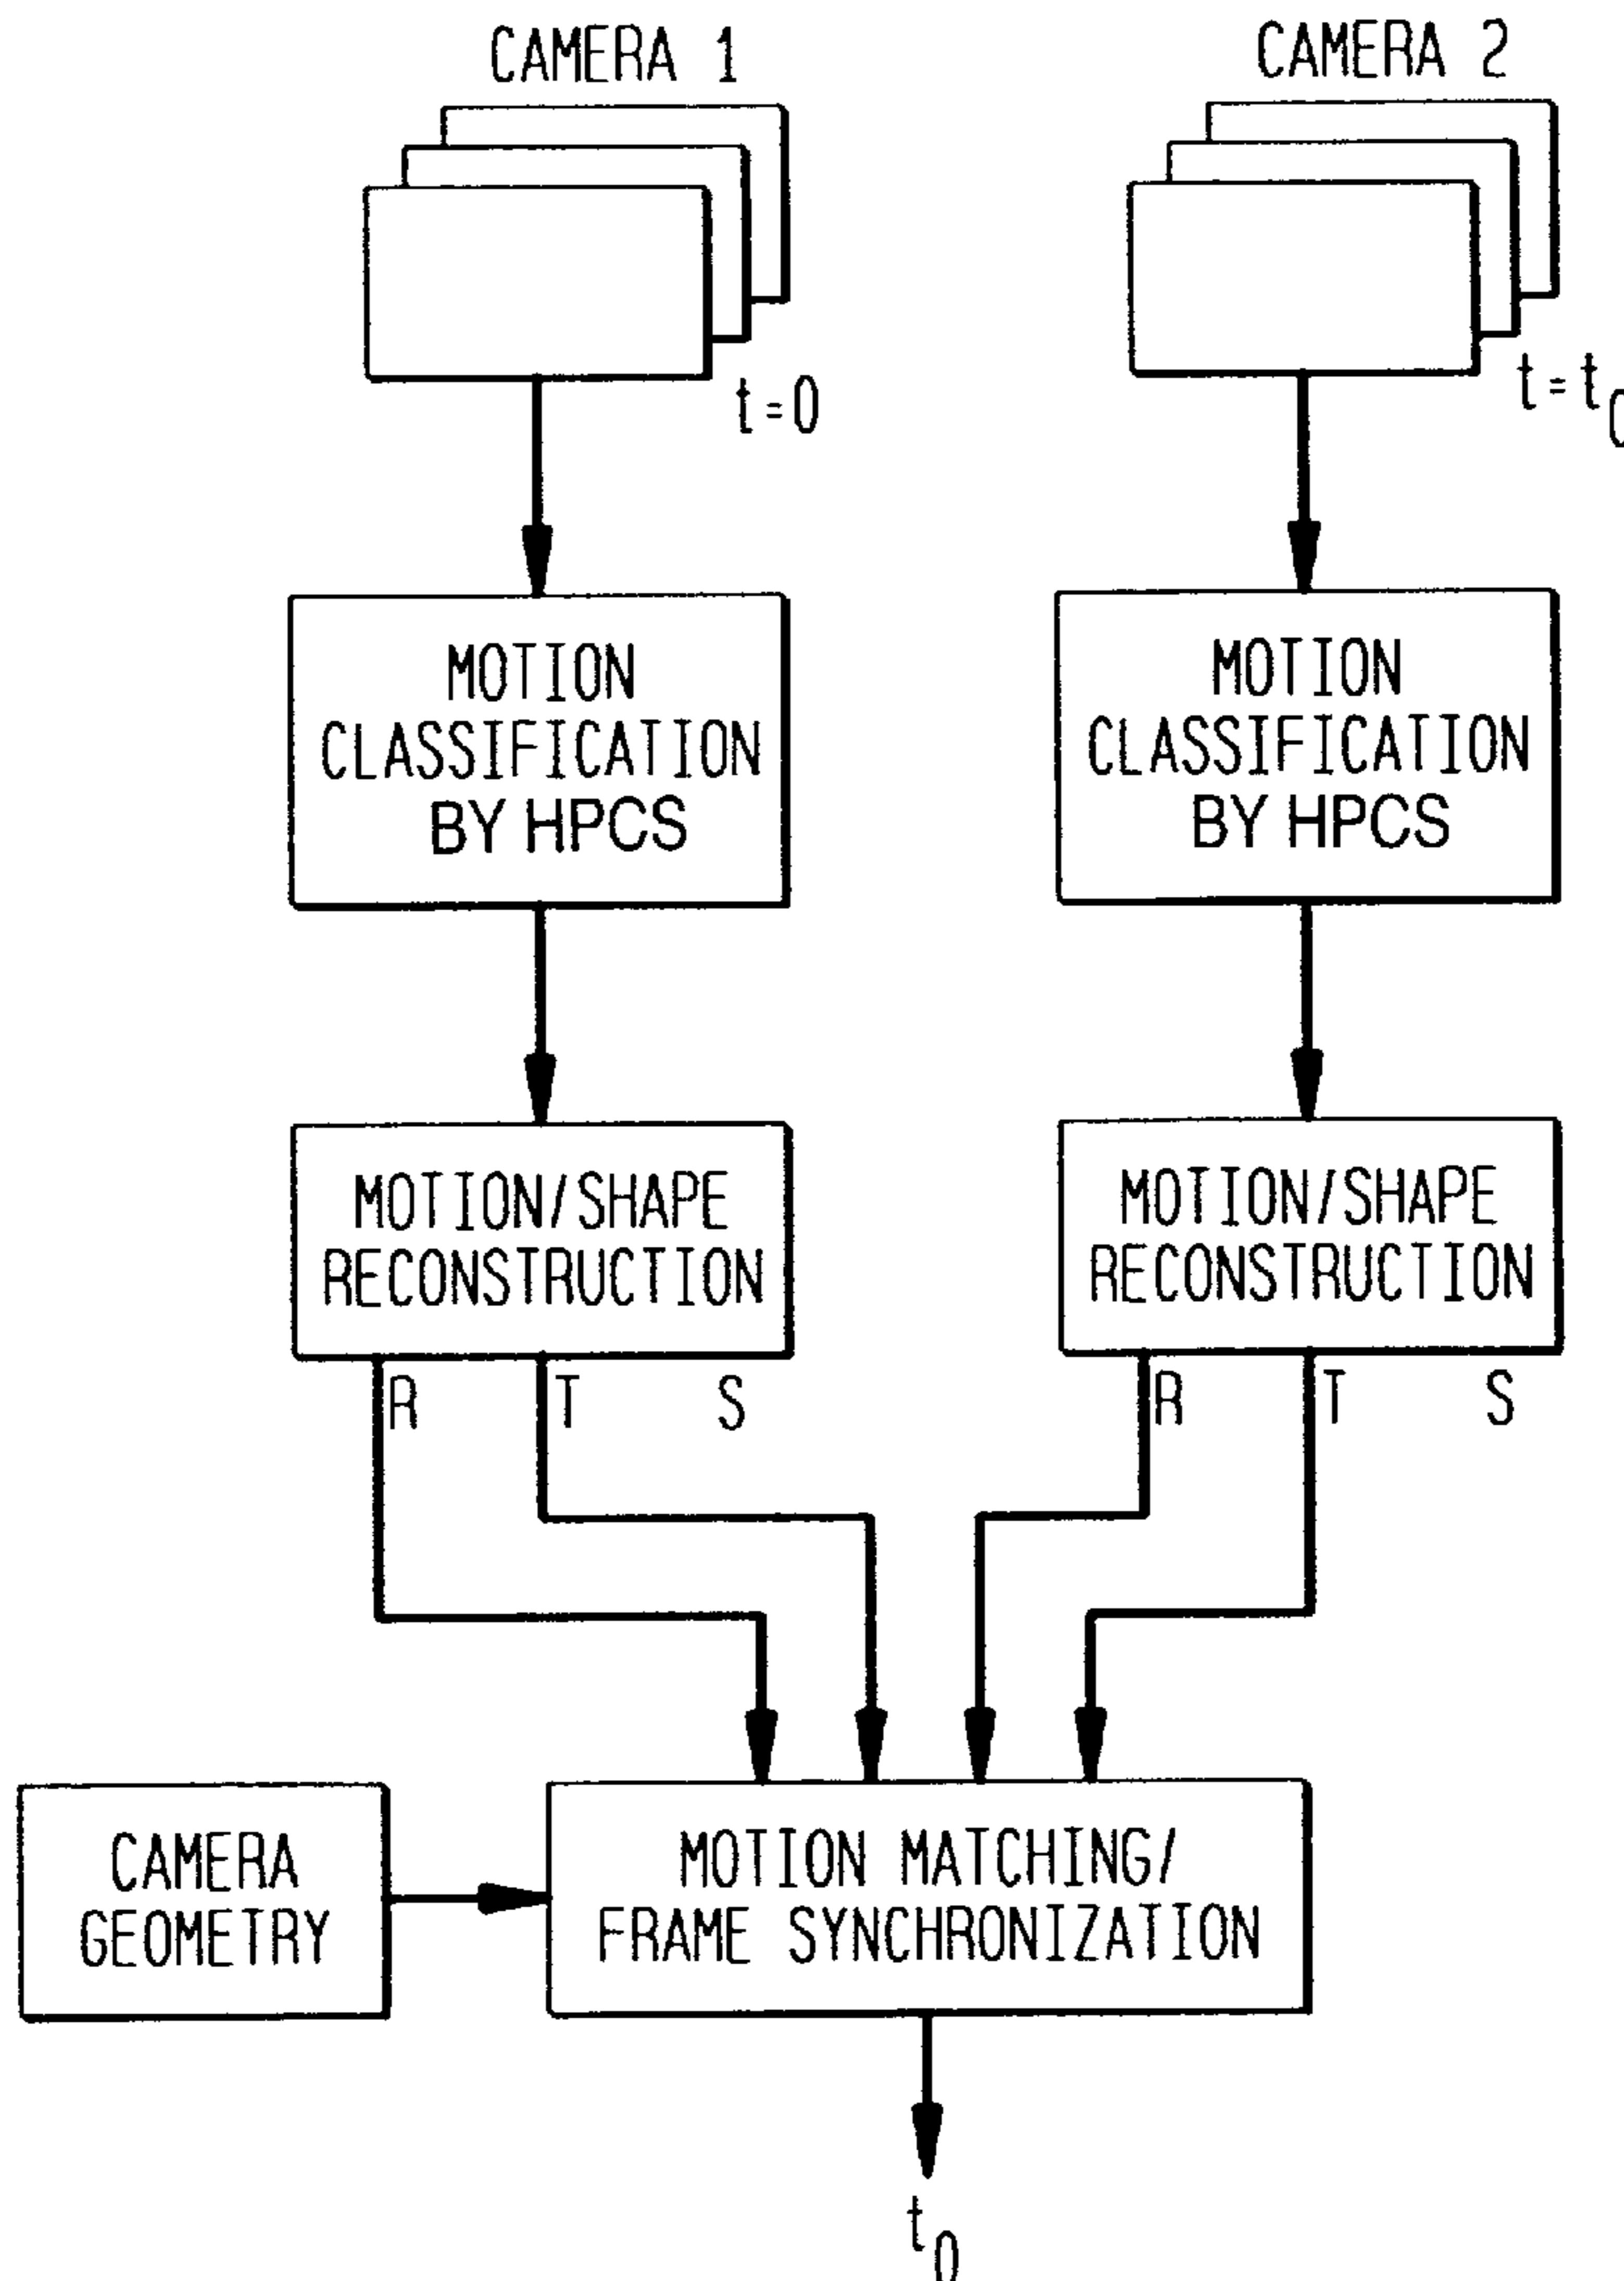 CAMERA 1
CAMERA 2
t=0
t=t0
MOTION
CLASSIFICATION
BY HPCS
MOTION
CLASSIFICATION
BY HPCS
MOTION/SHAPE
RECONSTRUCTION
MOTION/SHAPE
RECONSTRUCTION
R T S
R T S
CAMERA
GEOMETRY
MOTION MATCHING/
FRAME SYNCHRONIZATION
t0